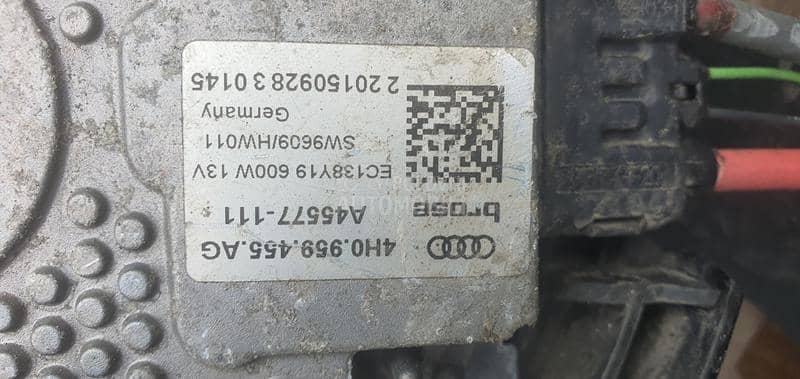 4H0.959.455.AG
brose A45577-111
EC138Y19 600W 13V
SW9609/HW011
Germany
2 20150928 3 0145